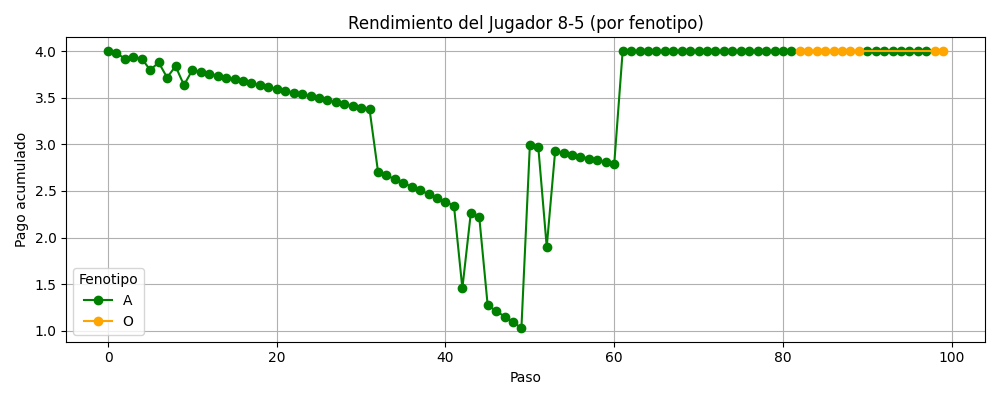 Rendimiento del Jugador 8-5 (por fenotipo)
Pago acumulado
4.0
3.5
3.0
2.5
2.0
1.5
1.0
Fenotipo
A
O
0 20 40 60 80 100
Paso